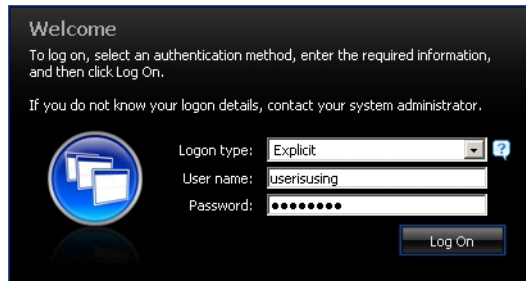 Welcome
To log on, select an authentication method, enter the required information,
and then click Log On.
If you do not know your logon details, contact your system administrator.
Logon type: Explicit ?
User name: userisusing
Password: ●●●●●●●●
Log On